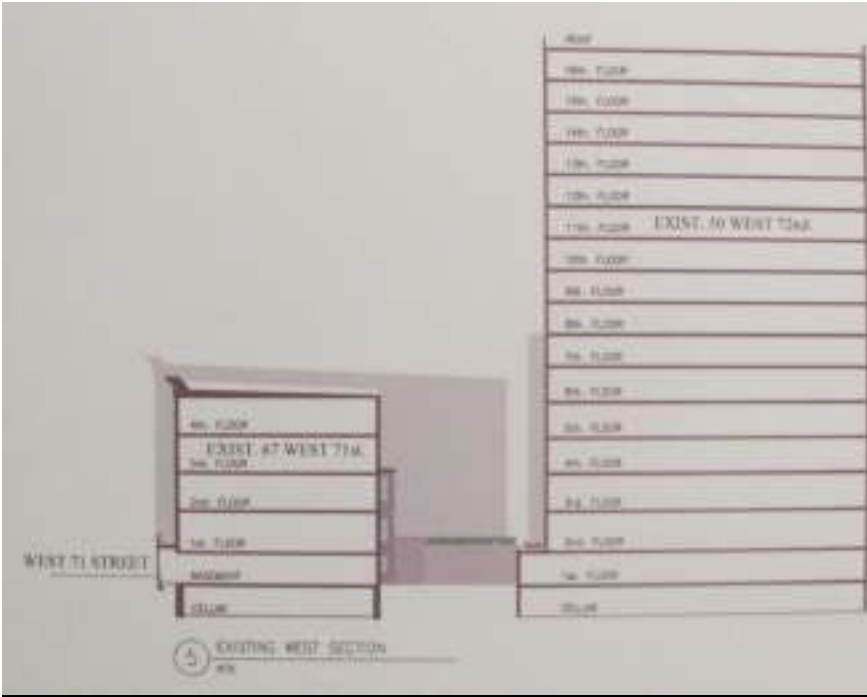 ROOF
16th. FLOOR
15th. FLOOR
14th. FLOOR
13th. FLOOR
12th. FLOOR
11th. FLOOR
EXIST. 50 WEST 72nd.
10th. FLOOR
9th. FLOOR
8th. FLOOR
7th. FLOOR
6th. FLOOR
5th. FLOOR
4th. FLOOR
3rd. FLOOR
2nd. FLOOR
1st. FLOOR
CELLAR
4th. FLOOR
EXIST. 67 WEST 71st.
3rd. FLOOR
2nd. FLOOR
1st. FLOOR
WEST 71 STREET
BASEMENT
CELLAR
5 EXISTING WEST SECTION